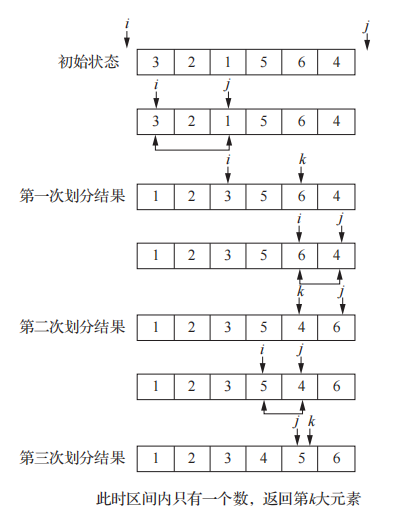 i j
初始状态 3 2 1 5 6 4
i j
3 2 1 5 6 4
i k
第一次划分结果 1 2 3 5 6 4
i j
1 2 3 5 6 4
k j
第二次划分结果 1 2 3 5 4 6
i j
1 2 3 5 4 6
j k
第三次划分结果 1 2 3 4 5 6
此时区间内只有一个数，返回第k大元素